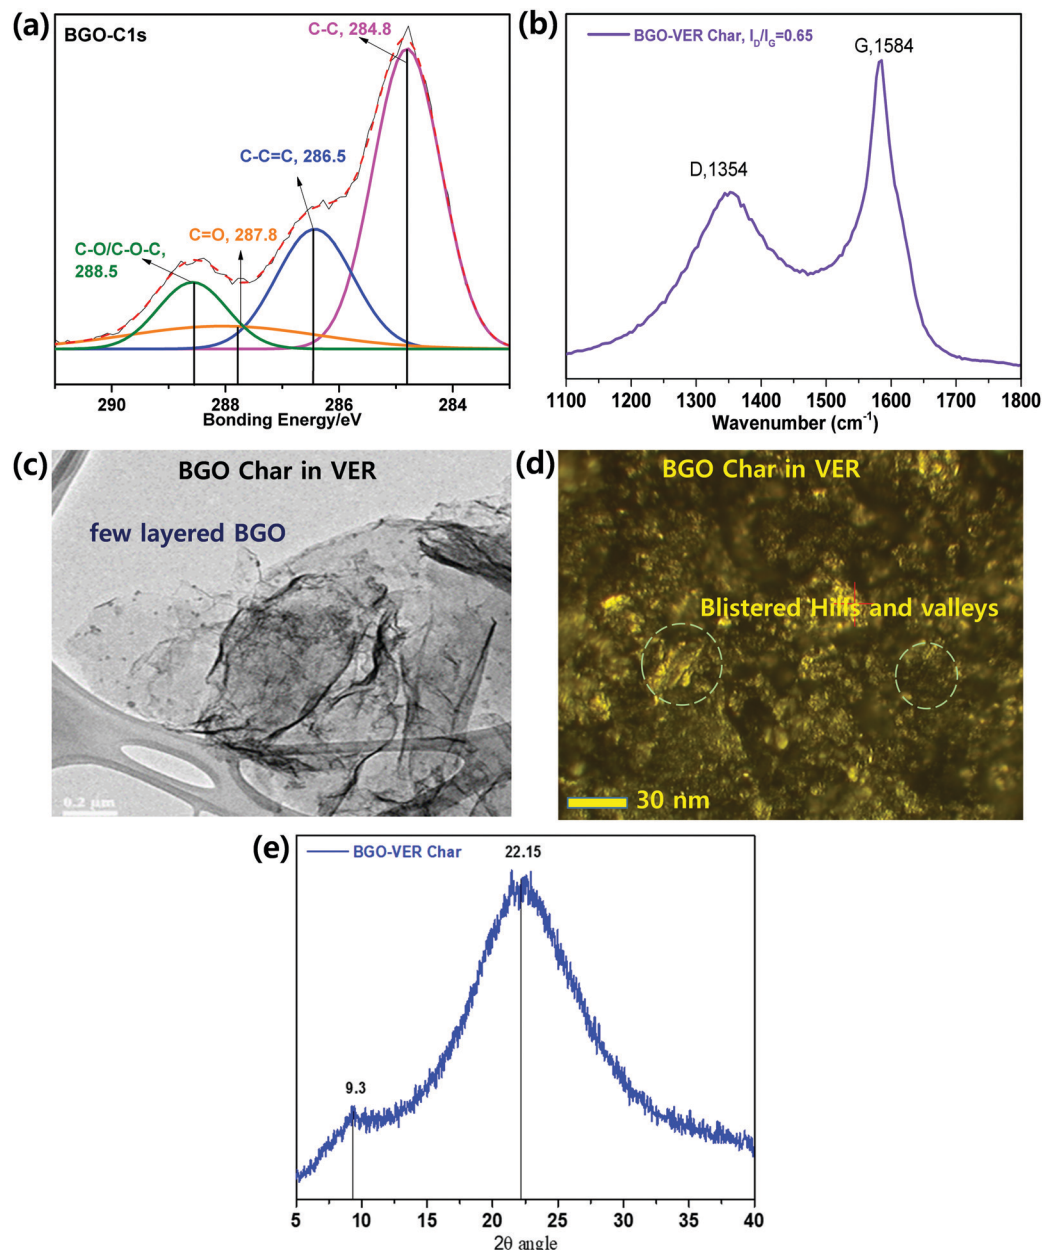 (a)
BGO-C1s
C-C, 284.8
C-C=C, 286.5
C=O, 287.8
C-O/C-O-C,
288.5
290 288 286 284
Bonding Energy/eV
(b)
BGO-VER Char, I_D/I_G=0.65
G,1584
D,1354
1100 1200 1300 1400 1500 1600 1700 1800
Wavenumber (cm⁻¹)
(c)
BGO Char in VER
few layered BGO
0.2 µm
(d)
BGO Char in VER
Blistered Hills and valleys
30 nm
(e)
BGO-VER Char
22.15
9.3
5 10 15 20 25 30 35 40
2θ angle